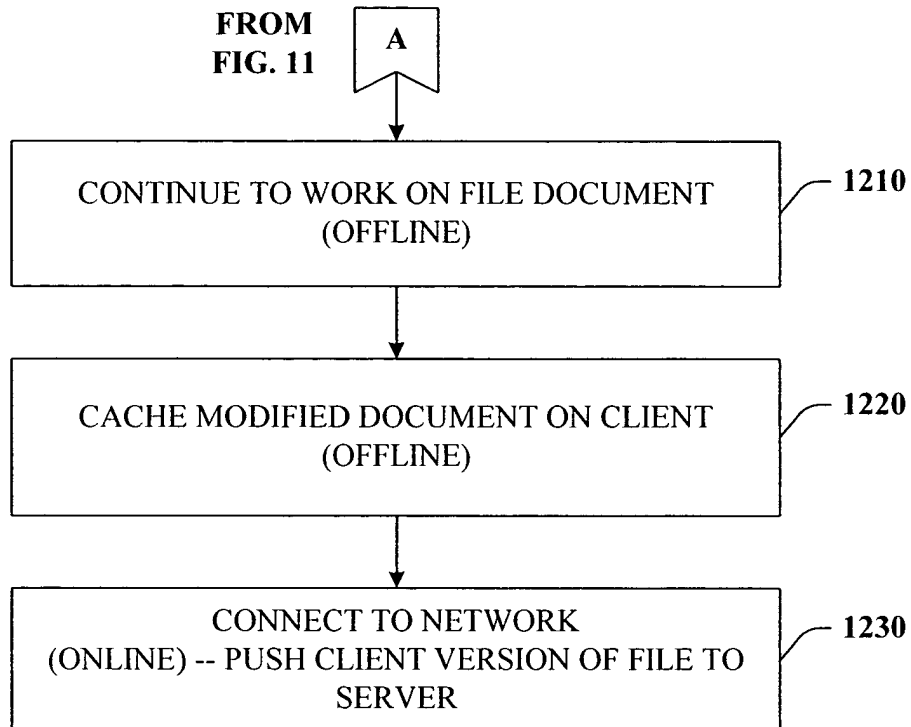 FROM
FIG. 11
A
CONTINUE TO WORK ON FILE DOCUMENT
(OFFLINE)
1210
CACHE MODIFIED DOCUMENT ON CLIENT
(OFFLINE)
1220
CONNECT TO NETWORK
(ONLINE) -- PUSH CLIENT VERSION OF FILE TO
SERVER
1230